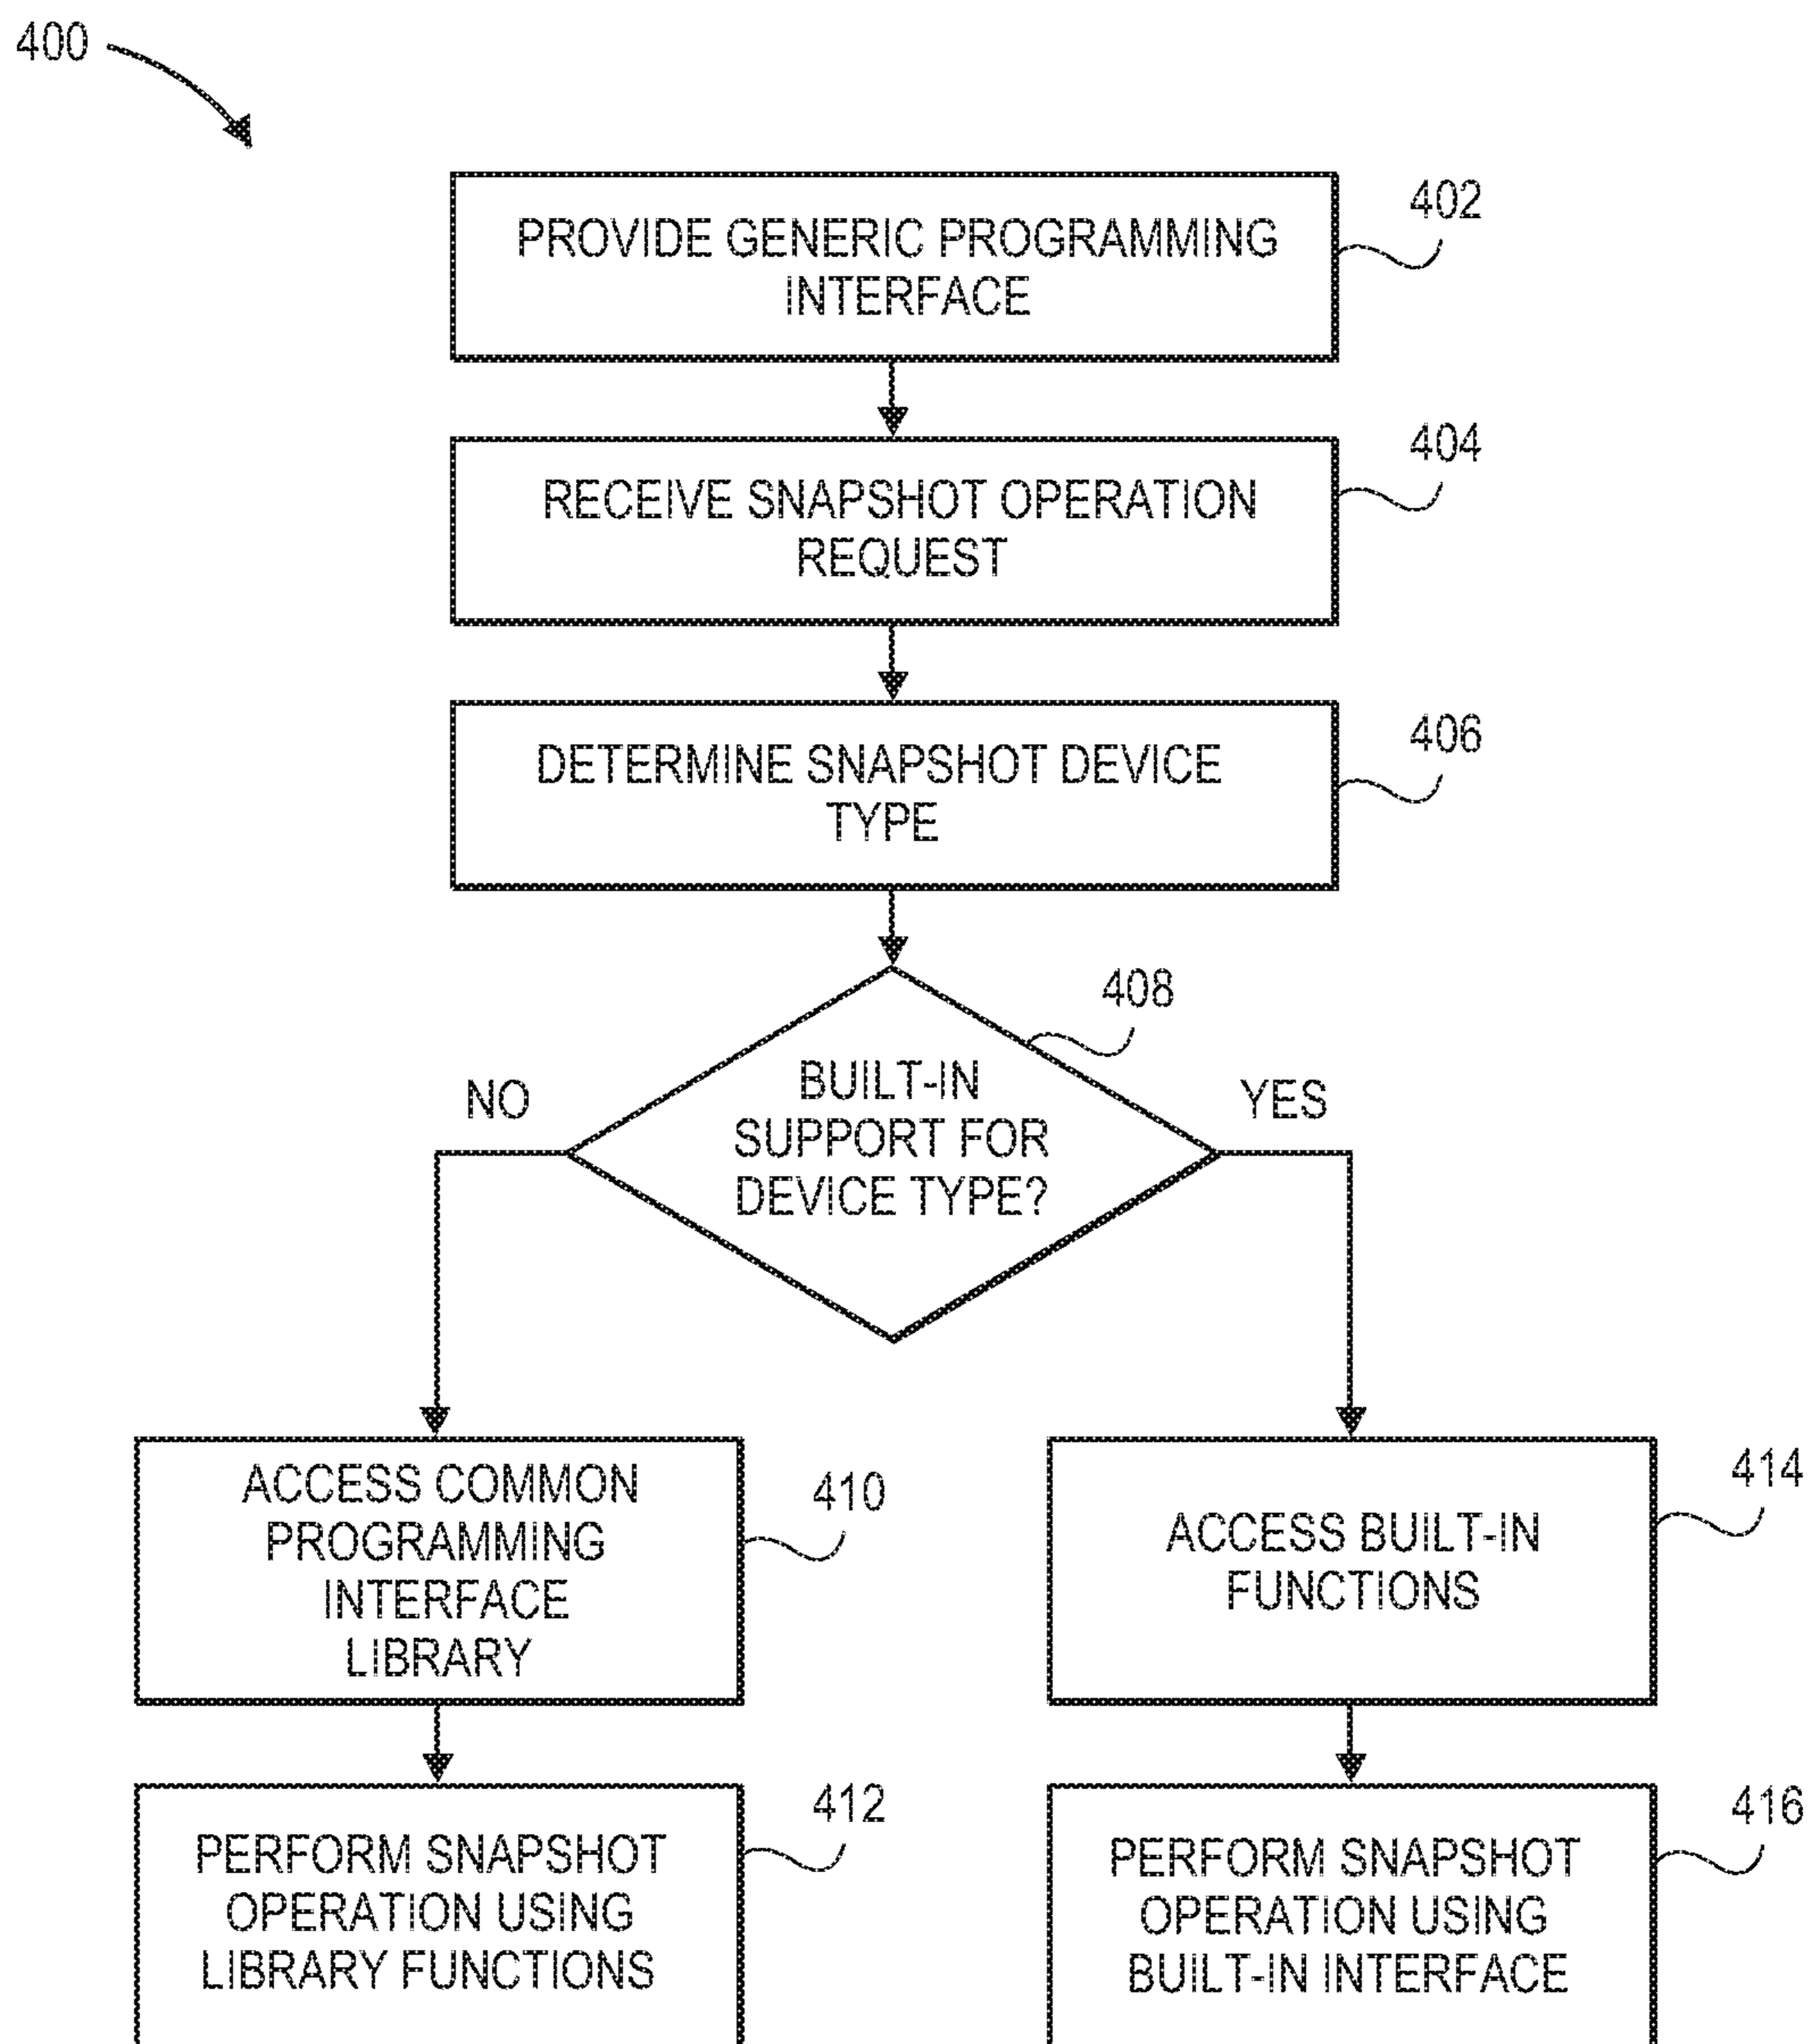 400
PROVIDE GENERIC PROGRAMMING
INTERFACE
402
RECEIVE SNAPSHOT OPERATION
REQUEST
404
DETERMINE SNAPSHOT DEVICE
TYPE
406
408
BUILT-IN
SUPPORT FOR
DEVICE TYPE?
NO
YES
ACCESS COMMON
PROGRAMMING
INTERFACE
LIBRARY
410
ACCESS BUILT-IN
FUNCTIONS
414
PERFORM SNAPSHOT
OPERATION USING
LIBRARY FUNCTIONS
412
PERFORM SNAPSHOT
OPERATION USING
BUILT-IN INTERFACE
416